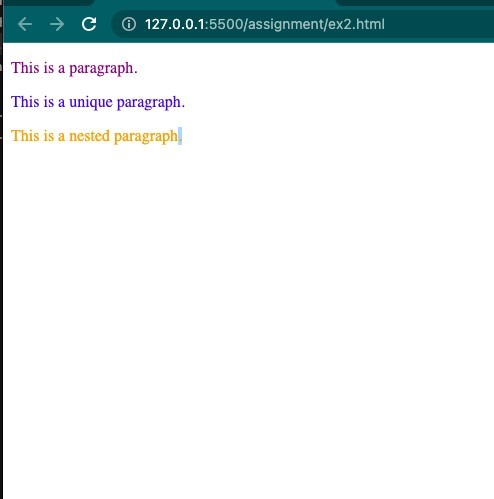 127.0.0.1:5500/assignment/ex2.html
This is a paragraph.
This is a unique paragraph.
This is a nested paragraph.